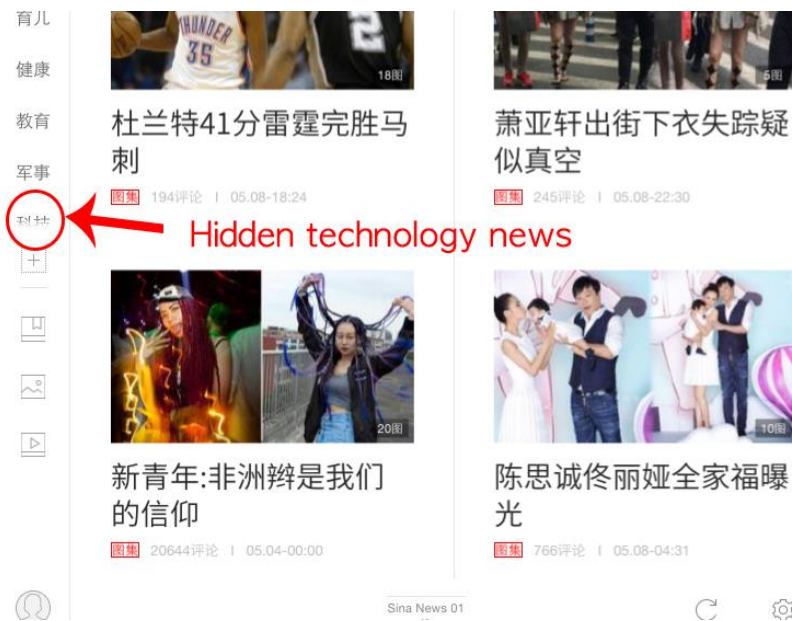 育儿
健康
教育
军事
科技
THUNDER
35
2
18图
杜兰特41分雷霆完胜马
刺
图集 194评论 | 05.08-18:24
5图
萧亚轩出街下衣失踪疑
似真空
图集 245评论 | 05.08-22:30
Hidden technology news
20图
新青年:非洲辫是我们
的信仰
图集 20644评论 | 05.04-00:00
10图
陈思诚佟丽娅全家福曝
光
图集 766评论 | 05.08-04:31
Sina News 01